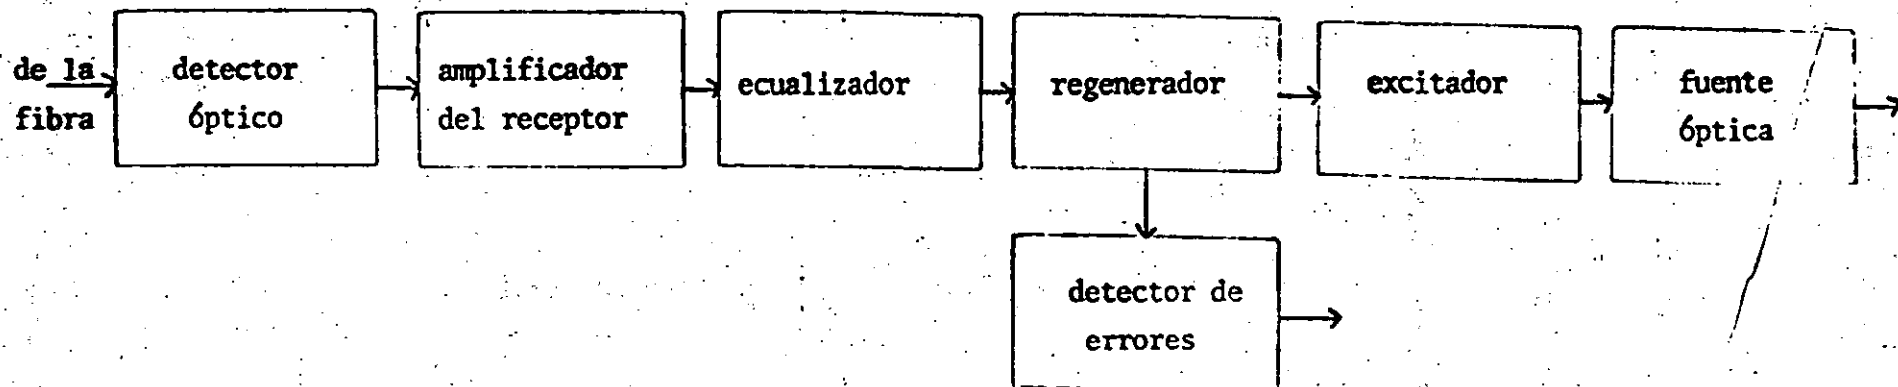 de la
fibra
detector
óptico
amplificador
del receptor
ecualizador
regenerador
excitador
fuente
óptica
detector de
errores